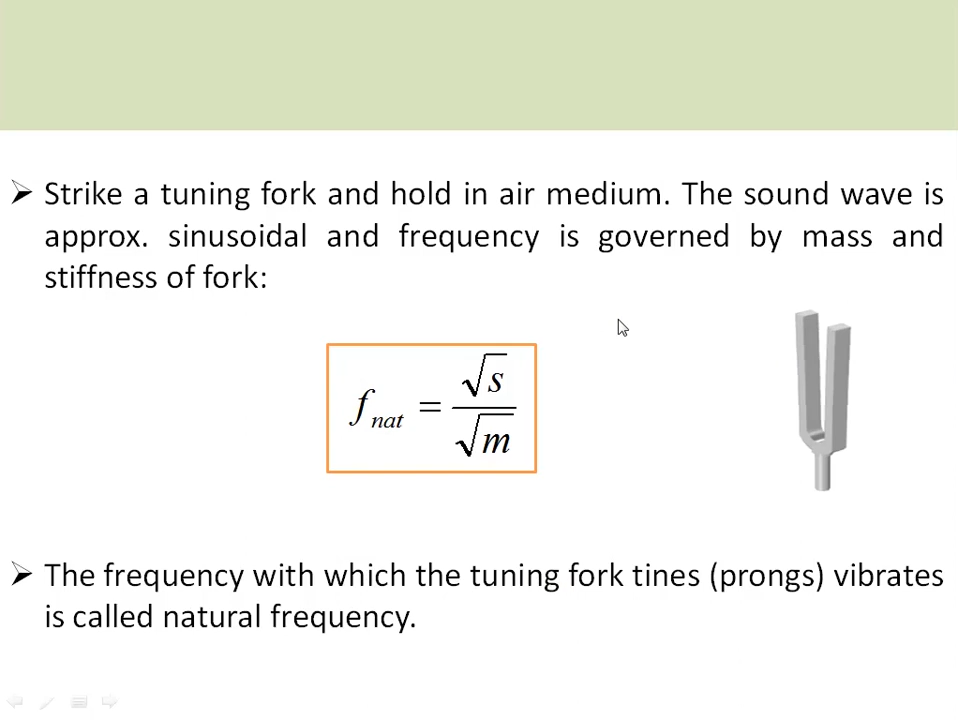 ➢ Strike a tuning fork and hold in air medium. The sound wave is
approx. sinusoidal and frequency is governed by mass and
stiffness of fork:
f_nat = √s / √m
➢ The frequency with which the tuning fork tines (prongs) vibrates
is called natural frequency.